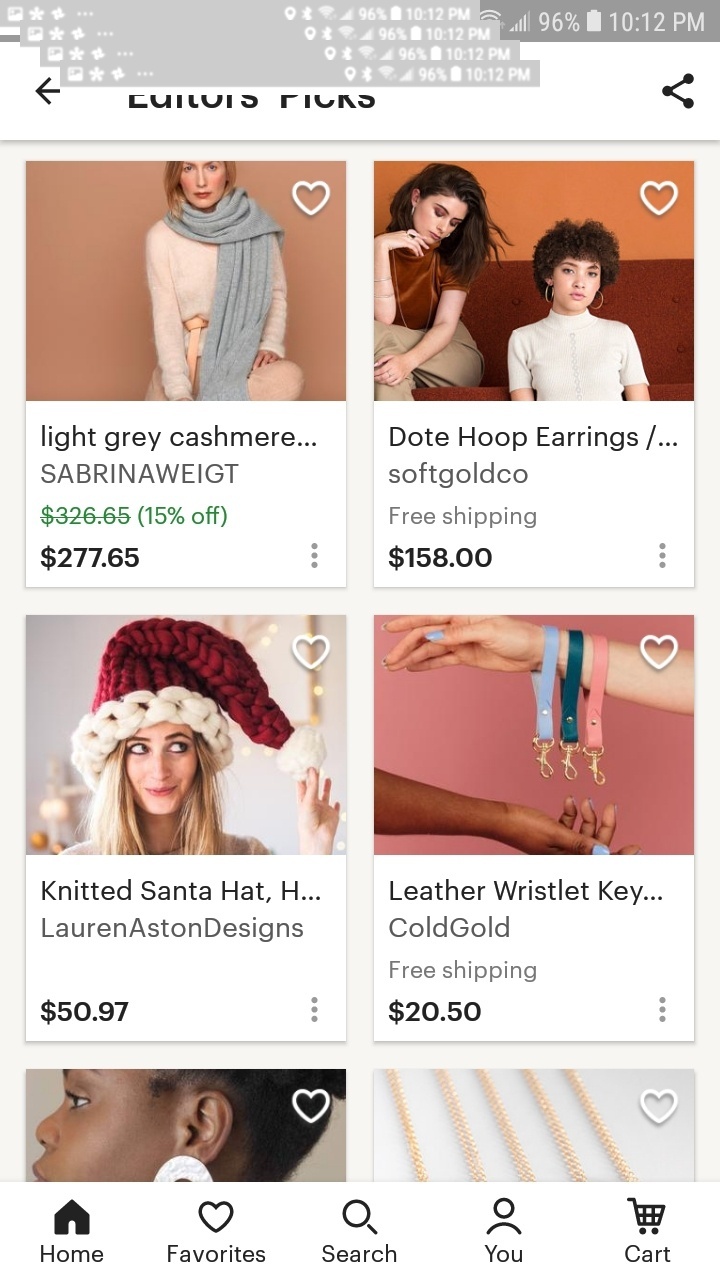 96% 10:12 PM 96% 10:12 PM
96% 10:12 PM
96% 10:12 PM
96% 10:12 PM
Editors' Picks
light grey cashmere...
SABRINAWEIGT
$326.65 (15% off)
$277.65
Dote Hoop Earrings /...
softgoldco
Free shipping
$158.00
Knitted Santa Hat, H...
LaurenAstonDesigns
$50.97
Leather Wristlet Key...
ColdGold
Free shipping
$20.50
Home Favorites Search You Cart